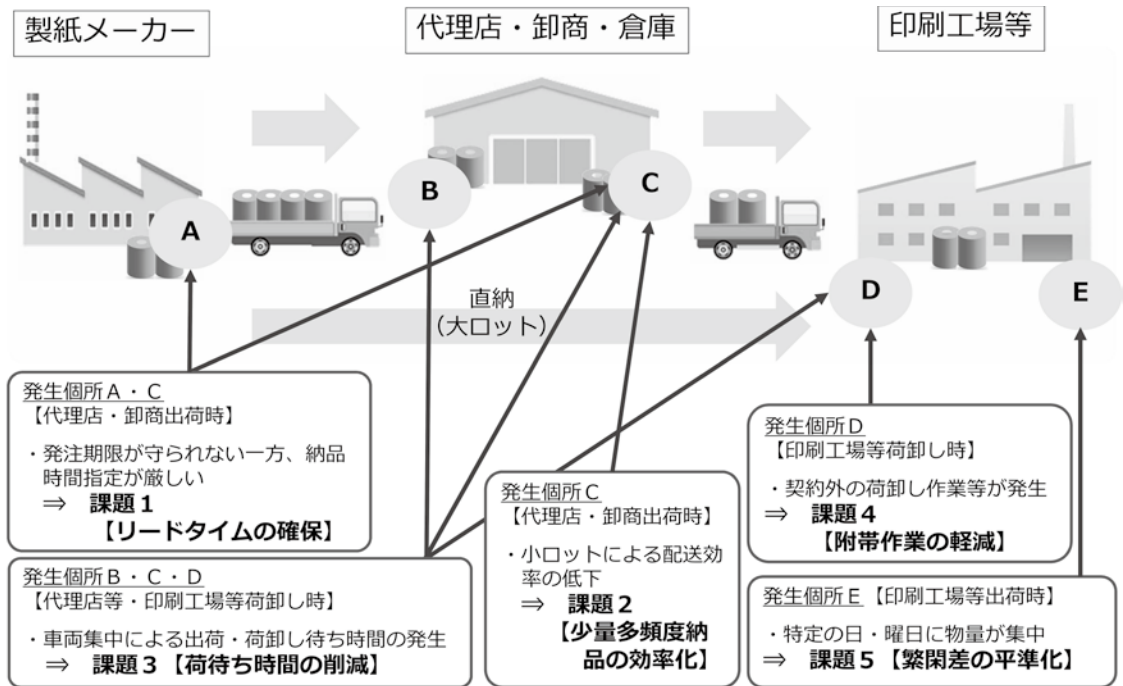 製紙メーカー
代理店・卸商・倉庫
印刷工場等
A
B
C
D
E
直納
（大ロット）
発生個所Ａ・Ｃ
【代理店・卸商出荷時】
・発注期限が守られない一方、納品
時間指定が厳しい
⇒ 課題１
【リードタイムの確保】
発生個所Ｂ・Ｃ・Ｄ
【代理店等・印刷工場等荷卸し時】
・車両集中による出荷・荷卸し待ち時間の発生
⇒ 課題３【荷待ち時間の削減】
発生個所Ｃ
【代理店・卸商出荷時】
・小ロットによる配送効
率の低下
⇒ 課題２
【少量多頻度納
品の効率化】
発生個所Ｄ
【印刷工場等荷卸し時】
・契約外の荷卸し作業等が発生
⇒ 課題４
【附帯作業の軽減】
発生個所Ｅ【印刷工場等出荷時】
・特定の日・曜日に物量が集中
⇒ 課題５【繁閑差の平準化】